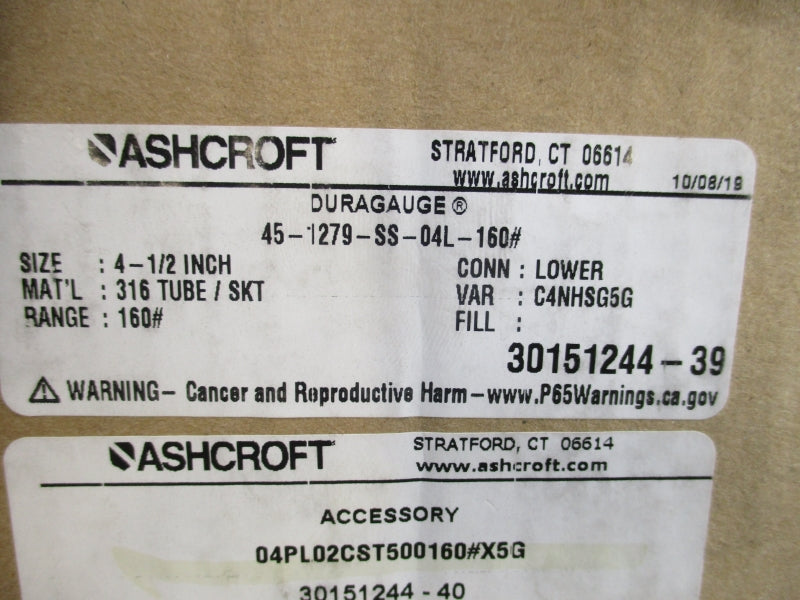 ASHCROFT STRATFORD, CT 06614
www.ashcroft.com 10/08/19
DURAGAUGE ®
45-1279-SS-04L-160#
SIZE : 4-1/2 INCH CONN : LOWER
MAT'L : 316 TUBE / SKT VAR : C4NHSG5G
RANGE : 160# FILL :
30151244-39
⚠ WARNING- Cancer and Reproductive Harm-www.P65Warnings.ca.gov
ASHCROFT STRATFORD, CT 06614
www.ashcroft.com
ACCESSORY
04PL02CST500160#X5G
30151244-40